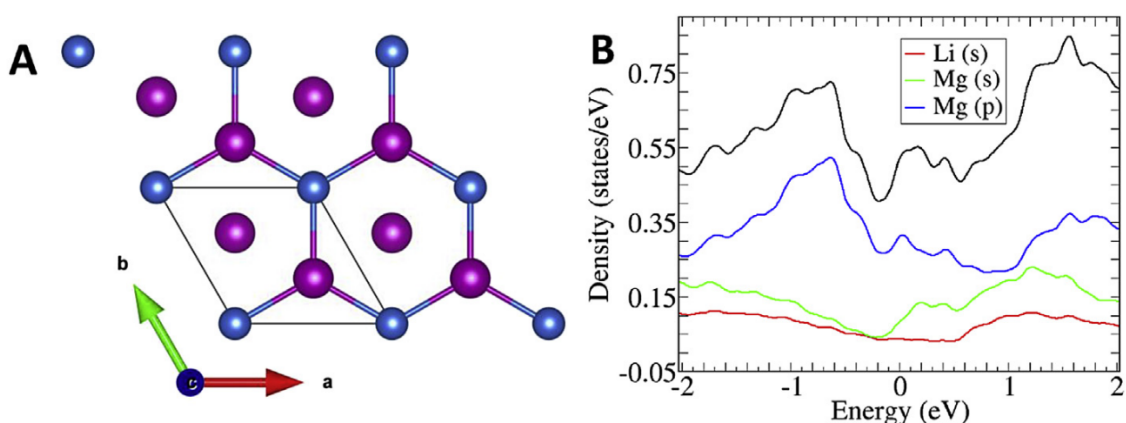 A
b
c
a
B
Density (states/eV)
0.75
0.55
0.35
0.15
-0.05
Li (s)
Mg (s)
Mg (p)
-2
-1
0
1
2
Energy (eV)